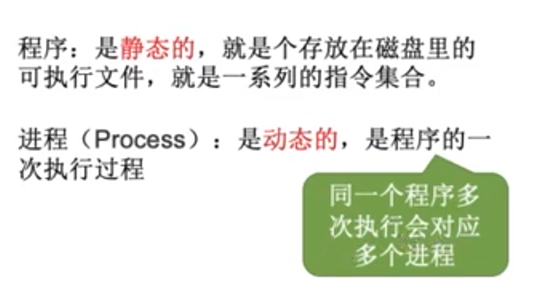 程序：是静态的，就是个存放在磁盘里的
可执行文件，就是一系列的指令集合。
进程（Process）：是动态的，是程序的一
次执行过程
同一个程序多
次执行会对应
多个进程